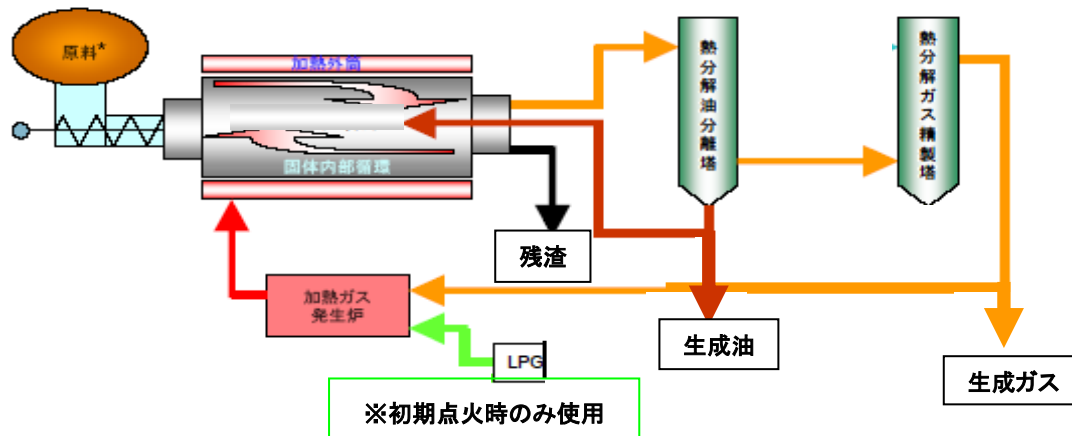 原料*
加熱外筒
固体内部循環
熱分解油分離塔
熱分解ガス精製塔
残渣
加熱ガス
発生炉
LPG
※初期点火時のみ使用
生成油
生成ガス